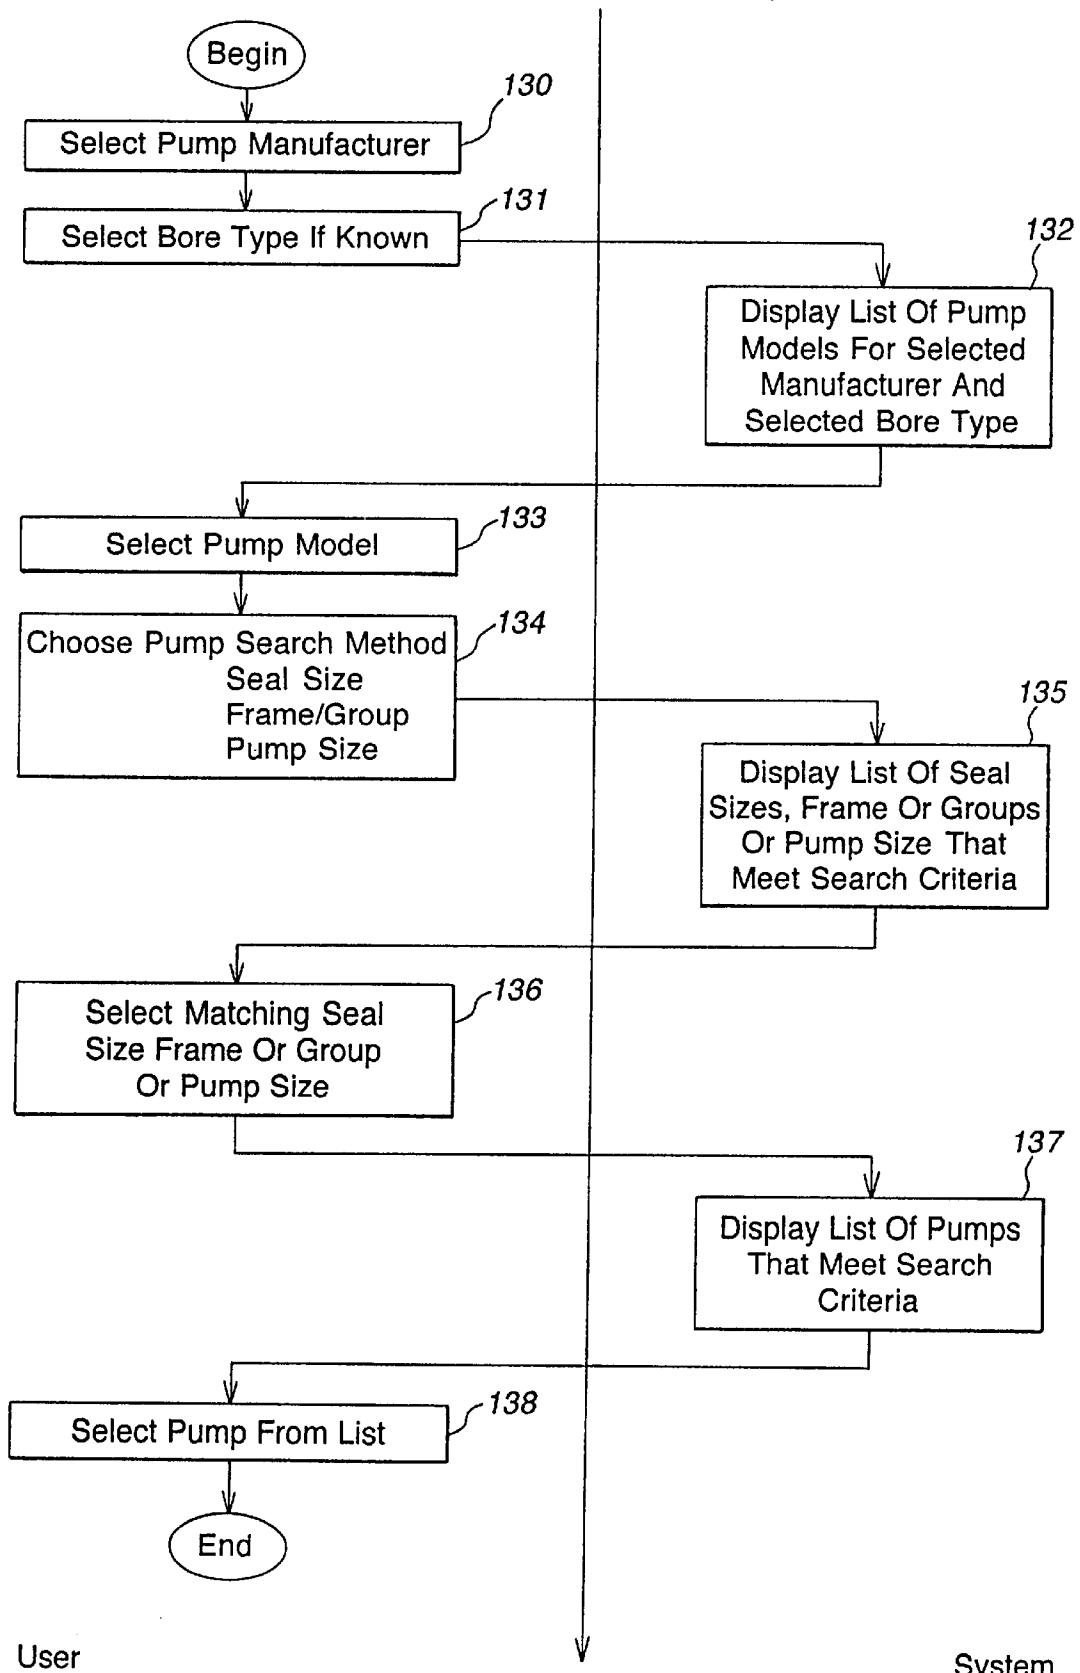 Begin
130
Select Pump Manufacturer
131
Select Bore Type If Known
132
Display List Of Pump
Models For Selected
Manufacturer And
Selected Bore Type
133
Select Pump Model
134
Choose Pump Search Method
Seal Size
Frame/Group
Pump Size
135
Display List Of Seal
Sizes, Frame Or Groups
Or Pump Size That
Meet Search Criteria
136
Select Matching Seal
Size Frame Or Group
Or Pump Size
137
Display List Of Pumps
That Meet Search
Criteria
138
Select Pump From List
End
User
System